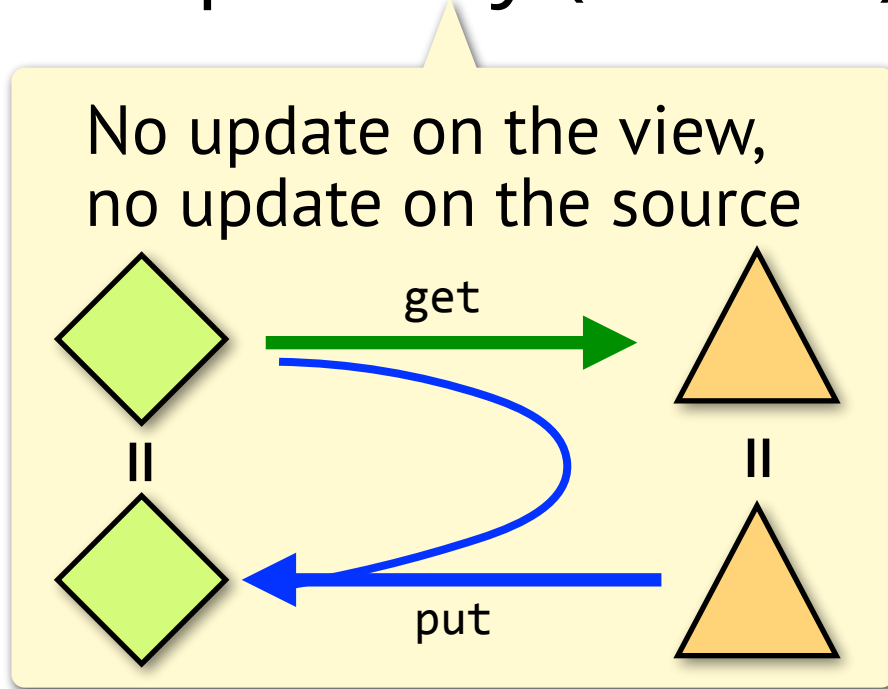 No update on the view,
no update on the source
get
=
=
put